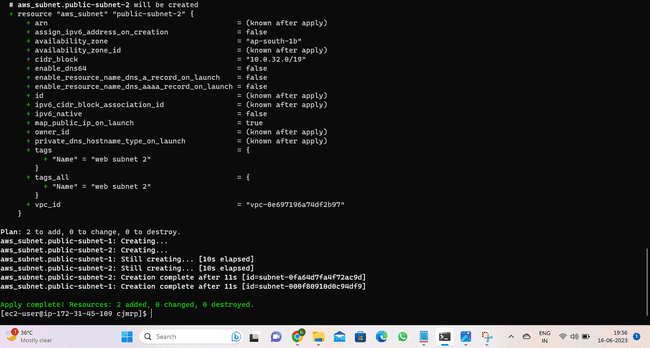 # aws_subnet.public-subnet-2 will be created
+ resource "aws_subnet" "public-subnet-2" {
+ arn = (known after apply)
+ assign_ipv6_address_on_creation = false
+ availability_zone = "ap-south-1b"
+ availability_zone_id = (known after apply)
+ cidr_block = "10.0.32.0/19"
+ enable_dns64 = false
+ enable_resource_name_dns_a_record_on_launch = false
+ enable_resource_name_dns_aaaa_record_on_launch = false
+ id = (known after apply)
+ ipv6_cidr_block_association_id = (known after apply)
+ ipv6_native = false
+ map_public_ip_on_launch = true
+ owner_id = (known after apply)
+ private_dns_hostname_type_on_launch = (known after apply)
+ tags = {
+ "Name" = "web subnet 2"
}
+ tags_all = {
+ "Name" = "web subnet 2"
}
+ vpc_id = "vpc-0e697196a74df2b97"
}
Plan: 2 to add, 0 to change, 0 to destroy.
aws_subnet.public-subnet-1: Creating...
aws_subnet.public-subnet-2: Creating...
aws_subnet.public-subnet-1: Still creating... [10s elapsed]
aws_subnet.public-subnet-2: Still creating... [10s elapsed]
aws_subnet.public-subnet-2: Creation complete after 11s [id=subnet-0fa64d7fa4f72ac9d]
aws_subnet.public-subnet-1: Creation complete after 11s [id=subnet-000f80910d0c94df9]
Apply complete! Resources: 2 added, 0 changed, 0 destroyed.
[ec2-user@ip-172-31-45-109 cjmrp]$
36°C
Mostly clear
Search
ENG
IN
19:56
16-06-2023